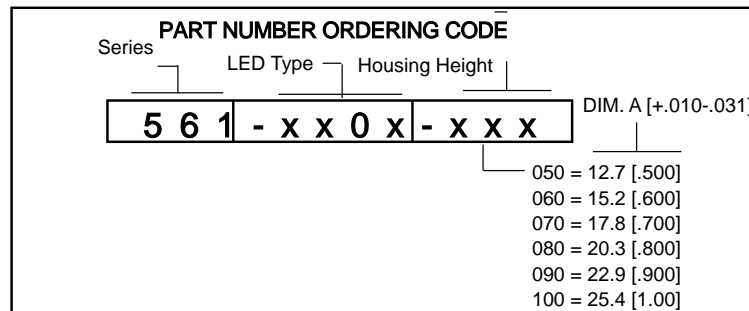 PART NUMBER ORDERING CODE
Series
LED Type
Housing Height
5 6 1 - x x 0 x - x x x
DIM. A [+.010-.031]
050 = 12.7 [.500]
060 = 15.2 [.600]
070 = 17.8 [.700]
080 = 20.3 [.800]
090 = 22.9 [.900]
100 = 25.4 [1.00]